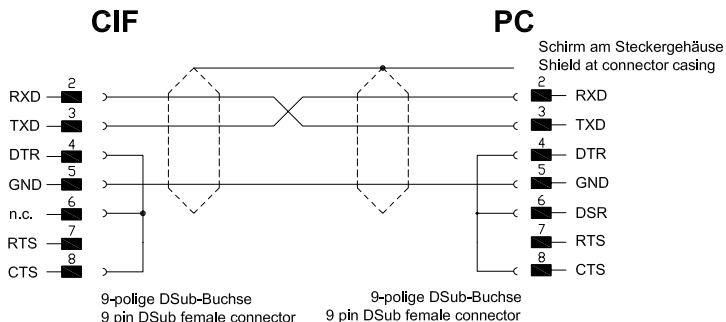 CIF
PC
Schirm am Steckergehäuse
Shield at connector casing
RXD 2
TXD 3
DTR 4
GND 5
n.c. 6
RTS 7
CTS 8
2 RXD
3 TXD
4 DTR
5 GND
6 DSR
7 RTS
8 CTS
9-polige DSub-Buchse
9 pin DSub female connector
9-polige DSub-Buchse
9 pin DSub female connector